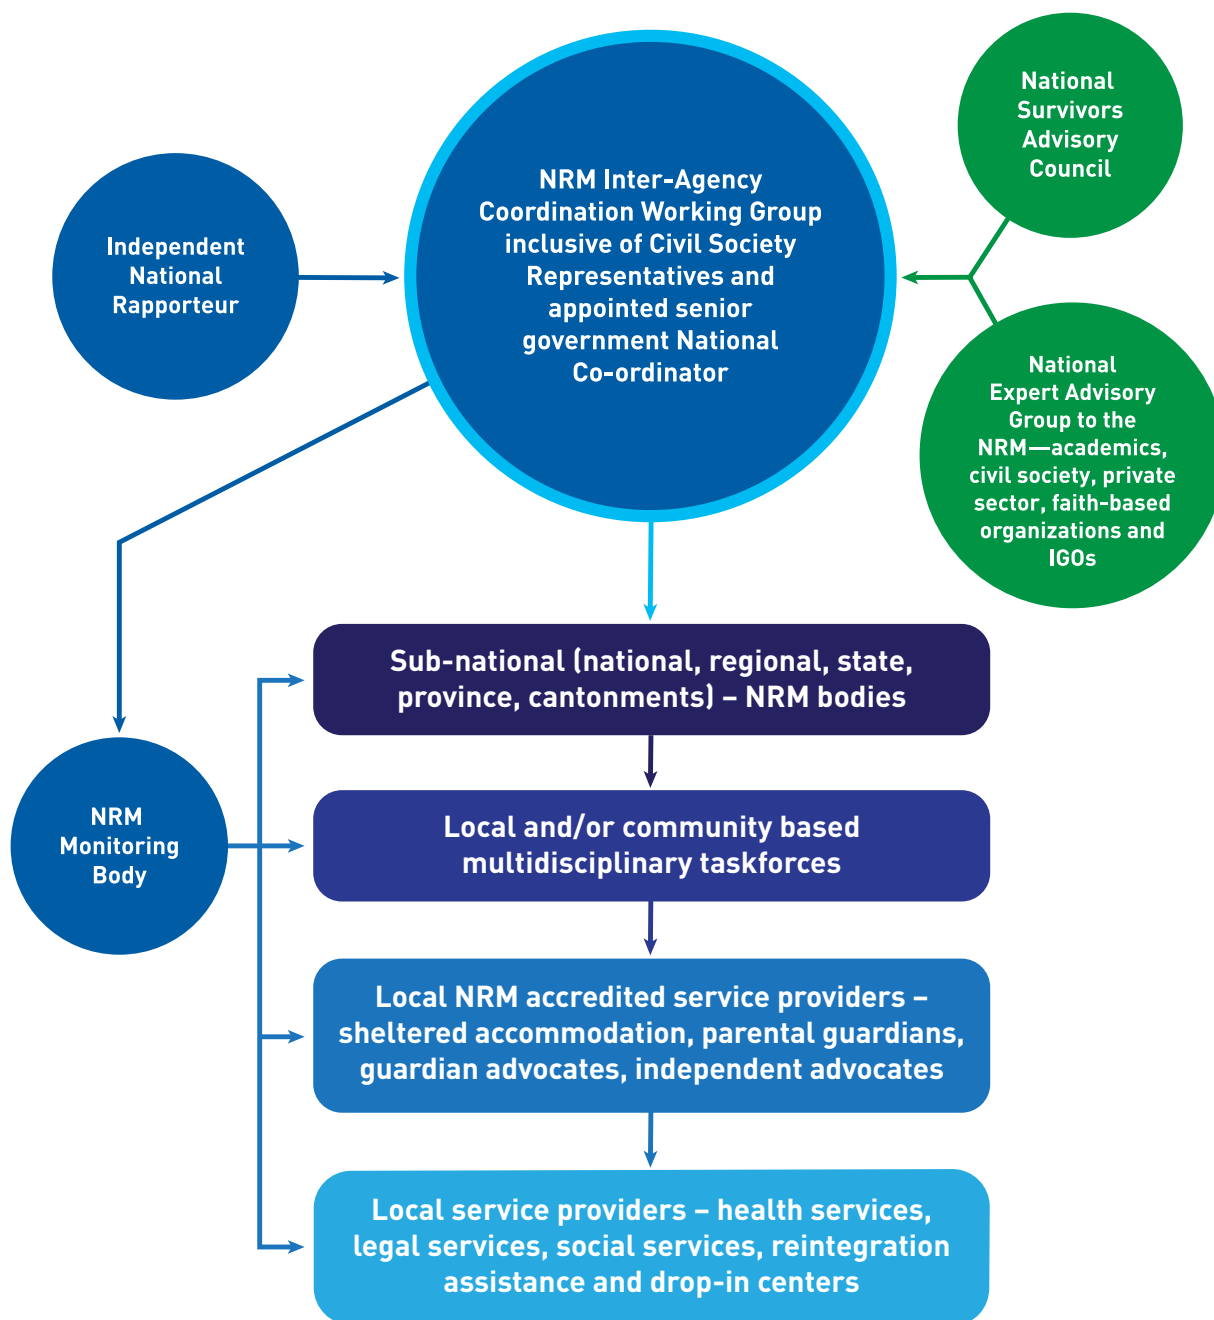 National
Survivors
Advisory
Council
NRM Inter-Agency
Coordination Working Group
inclusive of Civil Society
Representatives and
appointed senior
government National
Co-ordinator
Independent
National
Rapporteur
National
Expert Advisory
Group to the
NRM—academics,
civil society, private
sector, faith-based
organizations and
IGOs
Sub-national (national, regional, state,
province, cantonments) – NRM bodies
NRM
Monitoring
Body
Local and/or community based
multidisciplinary taskforces
Local NRM accredited service providers –
sheltered accommodation, parental guardians,
guardian advocates, independent advocates
Local service providers – health services,
legal services, social services, reintegration
assistance and drop-in centers